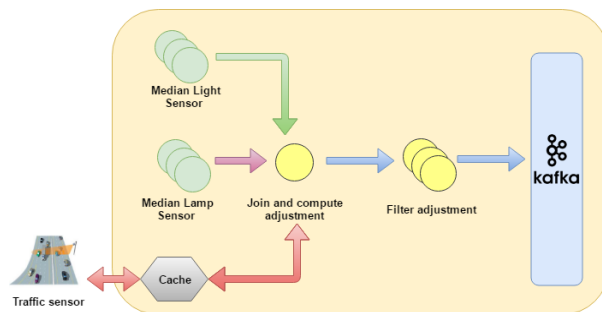 Median Light
Sensor
kafka
Median Lamp
Sensor
Join and compute
adjustment
Filter adjustment
Cache
Traffic sensor